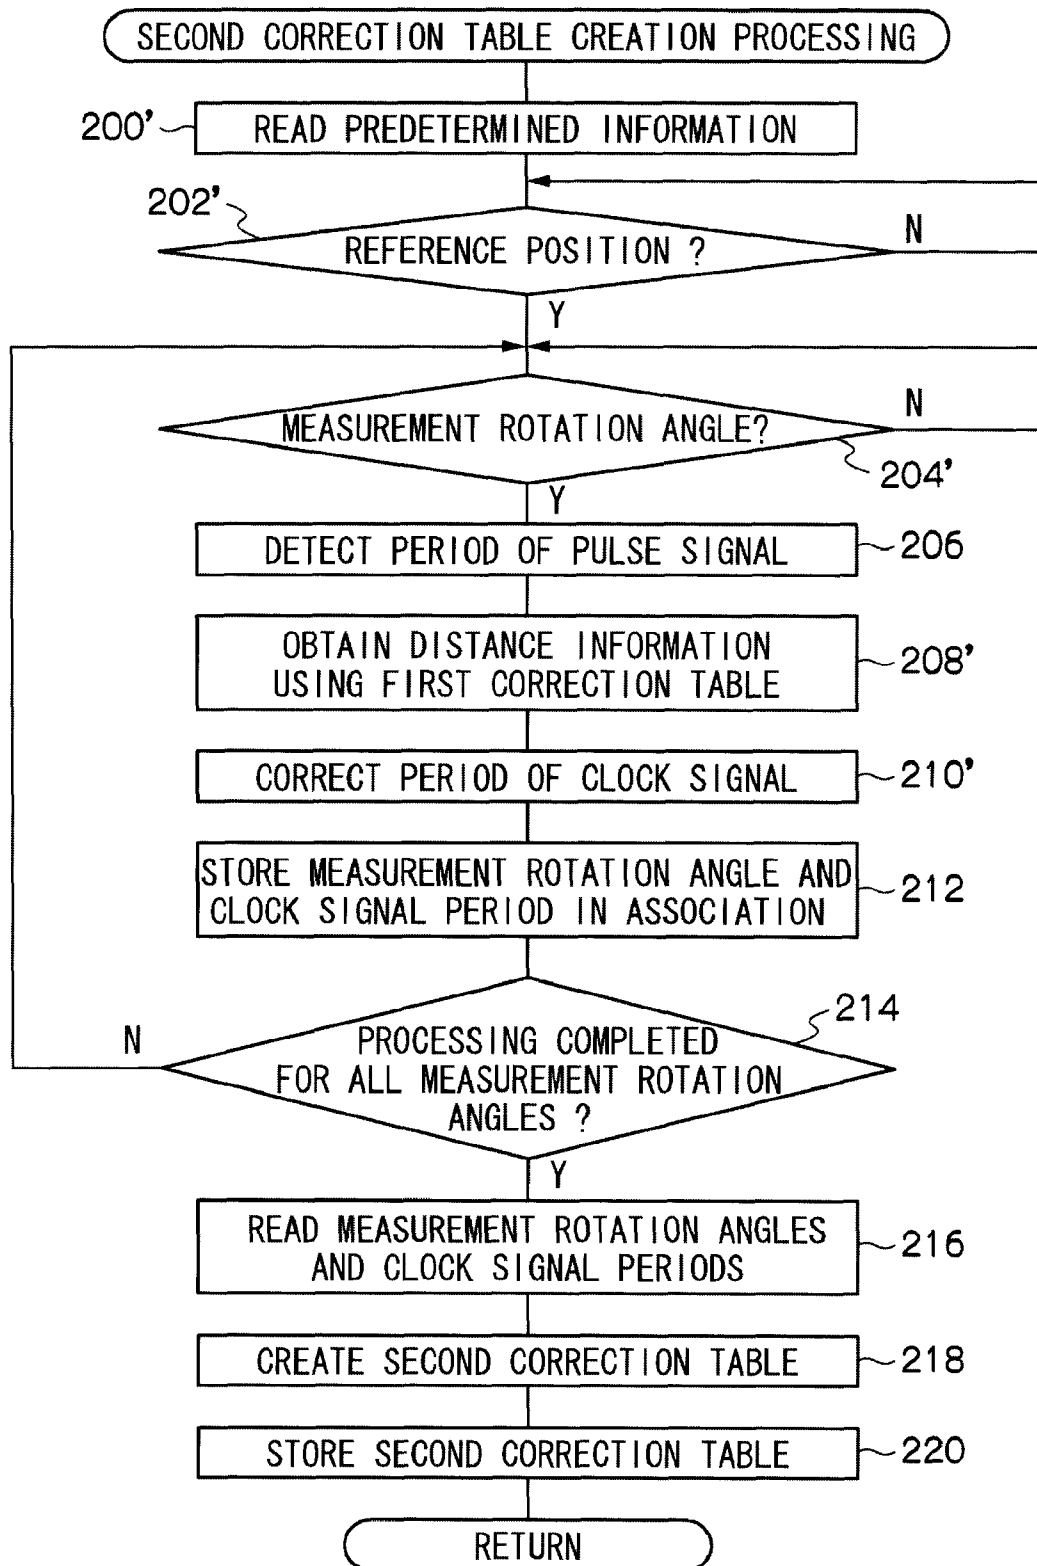 SECOND CORRECTION TABLE CREATION PROCESSING
200'
READ PREDETERMINED INFORMATION
202'
REFERENCE POSITION ?
N
Y
MEASUREMENT ROTATION ANGLE?
N
204'
Y
DETECT PERIOD OF PULSE SIGNAL
206
OBTAIN DISTANCE INFORMATION
USING FIRST CORRECTION TABLE
208'
CORRECT PERIOD OF CLOCK SIGNAL
210'
STORE MEASUREMENT ROTATION ANGLE AND
CLOCK SIGNAL PERIOD IN ASSOCIATION
212
214
N
PROCESSING COMPLETED
FOR ALL MEASUREMENT ROTATION
ANGLES ?
Y
READ MEASUREMENT ROTATION ANGLES
AND CLOCK SIGNAL PERIODS
216
CREATE SECOND CORRECTION TABLE
218
STORE SECOND CORRECTION TABLE
220
RETURN